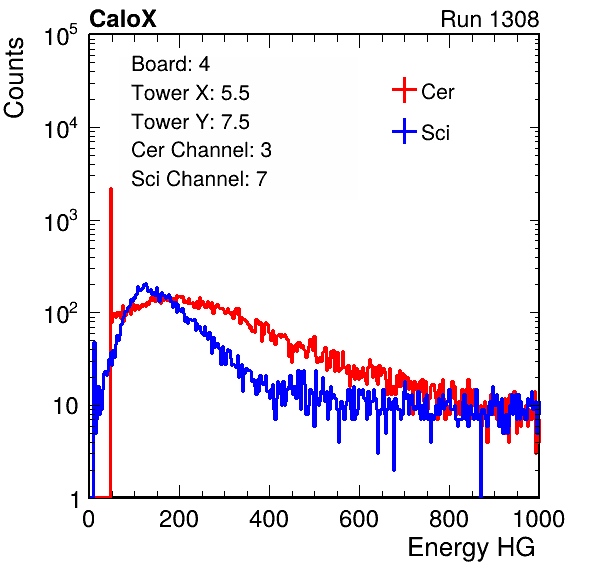 CaloX Run 1308
Counts
Board: 4
Tower X: 5.5
Tower Y: 7.5
Cer Channel: 3
Sci Channel: 7
Cer
Sci
10^5
10^4
10^3
10^2
10
1
0 200 400 600 800 1000
Energy HG